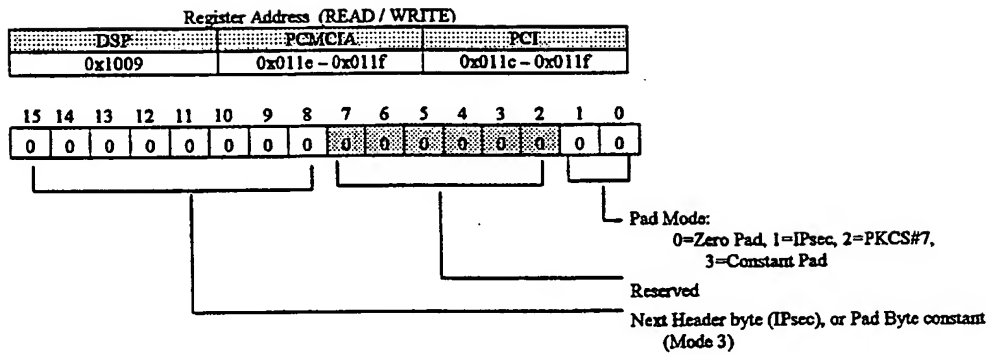 Register Address (READ / WRITE)
DSP PCMCIA PCI
0x1009 0x011e – 0x011f 0x011c – 0x011f
15 14 13 12 11 10 9 8 7 6 5 4 3 2 1 0
0 0 0 0 0 0 0 0 0 0 0 0 0 0 0 0
Pad Mode:
0=Zero Pad, 1=IPsec, 2=PKCS#7,
3=Constant Pad
Reserved
Next Header byte (IPsec), or Pad Byte constant
(Mode 3)